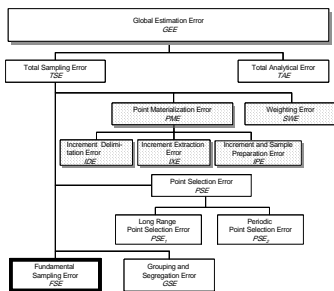 Global Estimation Error
GEE
Total Sampling Error
TSE
Total Analytical Error
TAE
Point Materialization Error
PME
Weighting Error
SWE
Increment Delimi-
tation Error
IDE
Increment Extraction
Error
IXE
Increment and Sample
Preparation Error
IPE
Point Selection Error
PSE
Long Range
Point Selection Error
PSE1
Periodic
Point Selection Error
PSE2
Fundamental
Sampling Error
FSE
Grouping and
Segregation Error
GSE